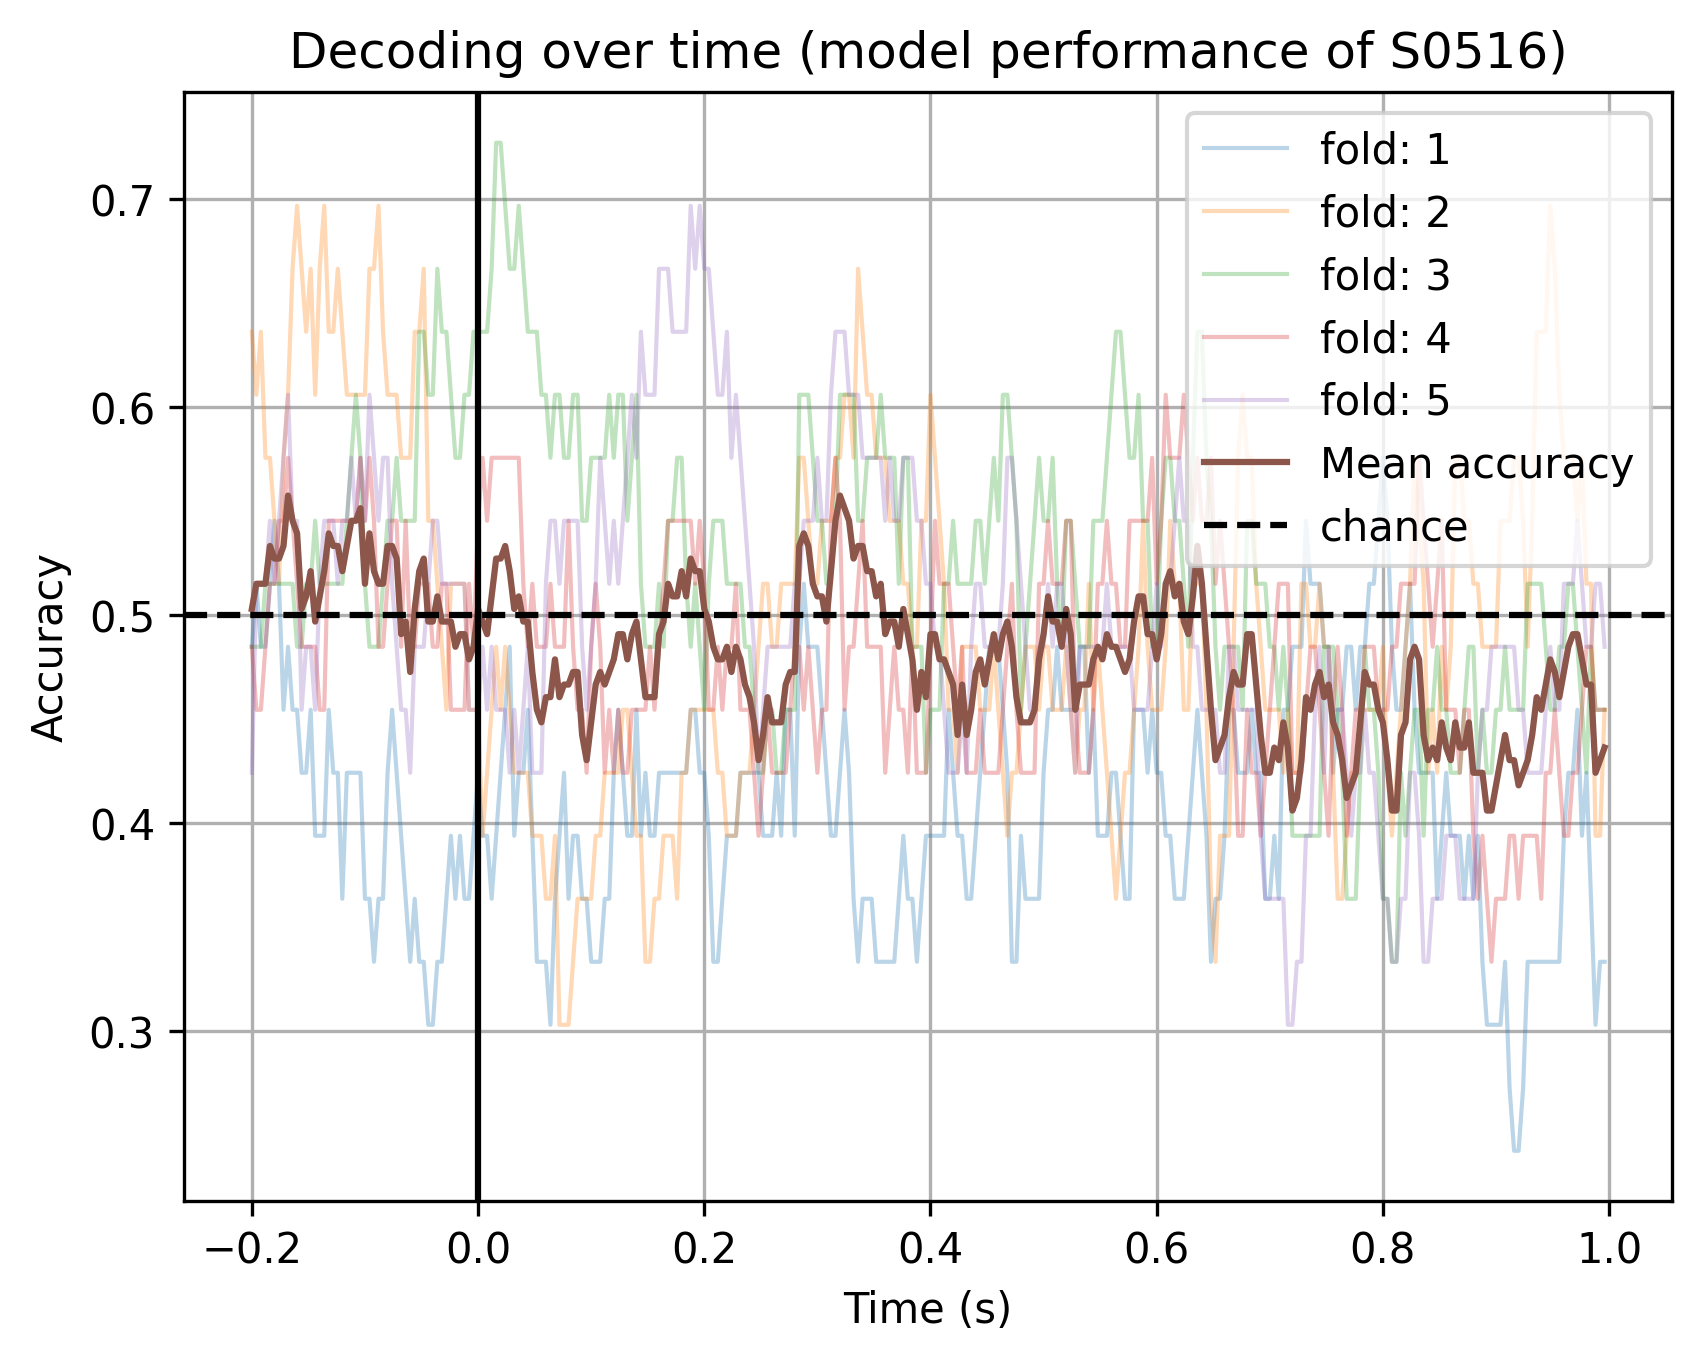 Decoding over time (model performance of S0516)
fold: 1
fold: 2
fold: 3
fold: 4
fold: 5
Mean accuracy
chance
Accuracy
0.7
0.6
0.5
0.4
0.3
−0.2
0.0
0.2
0.4
0.6
0.8
1.0
Time (s)